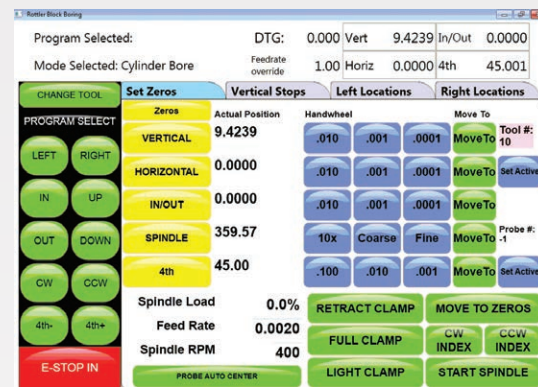 Rottler Block Boring
Program Selected: DTG: 0.000 Vert 9.4239 In/Out 0.0000
Mode Selected: Cylinder Bore Feedrate override 1.00 Horiz 0.0000 4th 45.001
CHANGE TOOL Set Zeros Vertical Stops Left Locations Right Locations
PROGRAM SELECT Zeros Actual Position Handwheel Move To
LEFT RIGHT VERTICAL 9.4239 .010 .001 .0001 MoveTo Tool #: 10
HORIZONTAL 0.0000 .010 .001 .0001 MoveTo Set Active
IN UP IN/OUT 0.0000 .010 .001 .0001 MoveTo
OUT DOWN SPINDLE 359.57 10x Coarse Fine MoveTo Probe #: -1
CW CCW 4th 45.00 .100 .010 .001 MoveTo Set Active
4th- 4th+ Spindle Load 0.0% RETRACT CLAMP MOVE TO ZEROS
Feed Rate 0.0020 FULL CLAMP CW INDEX CCW INDEX
Spindle RPM 400
E-STOP IN PROBE AUTO CENTER LIGHT CLAMP START SPINDLE